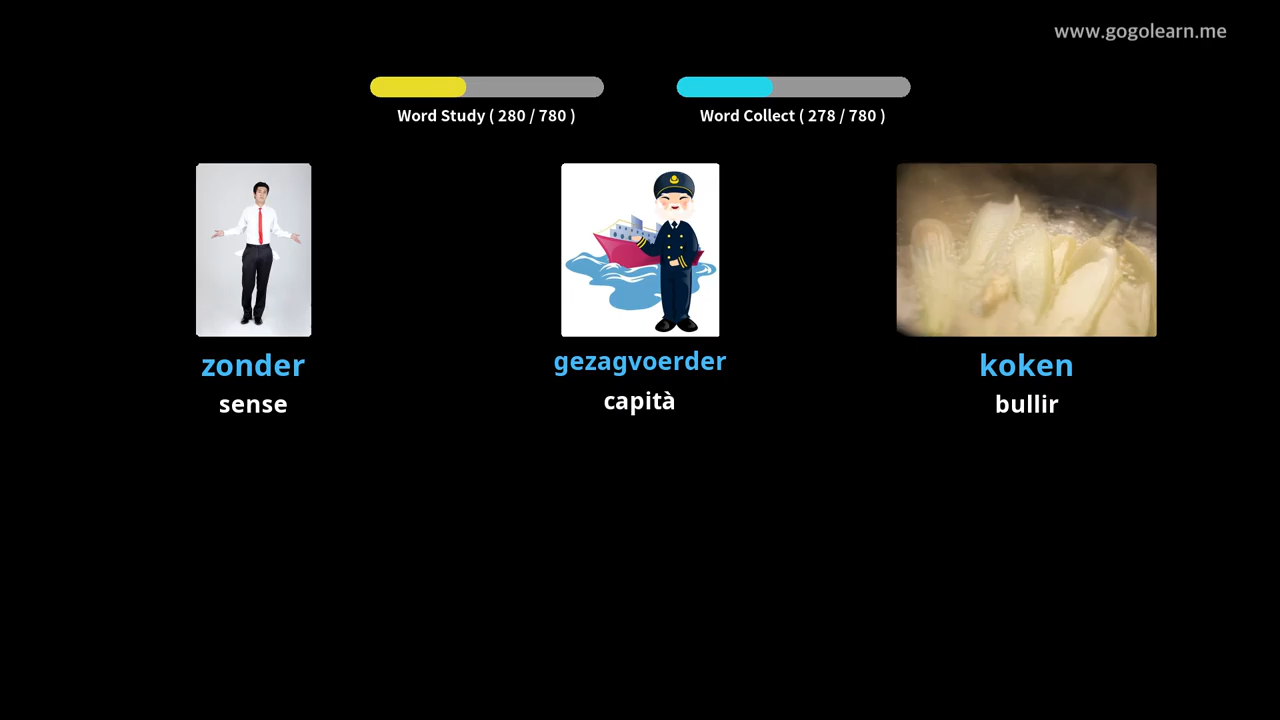 www.gogolearn.me
Word Study ( 280 / 780 )
Word Collect ( 278 / 780 )
zonder
sense
gezagvoerder
capità
koken
bullir